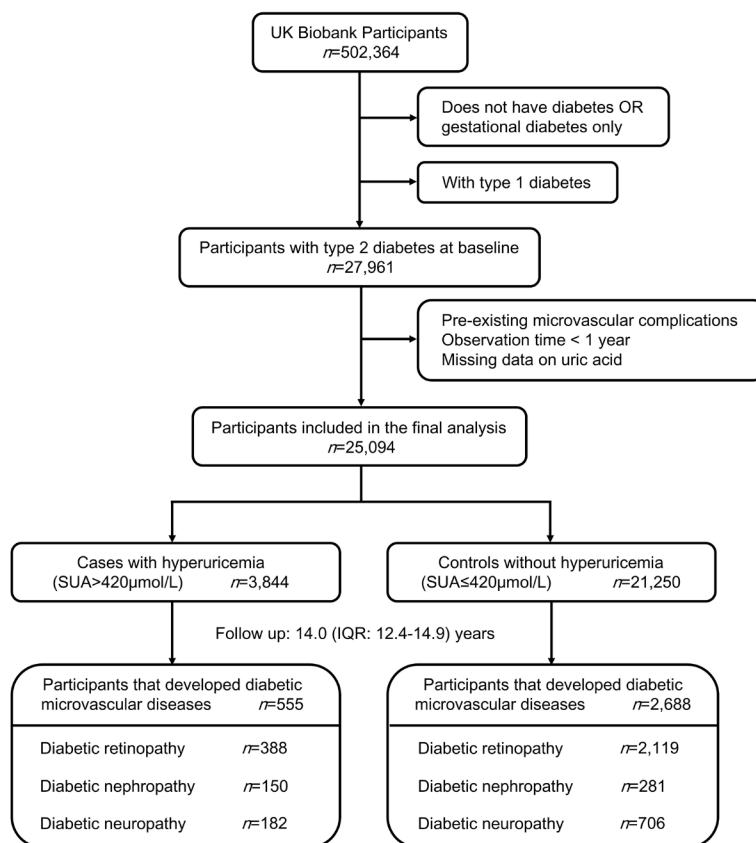 UK Biobank Participants
n=502,364
Does not have diabetes OR
gestational diabetes only
With type 1 diabetes
Participants with type 2 diabetes at baseline
n=27,961
Pre-existing microvascular complications
Observation time < 1 year
Missing data on uric acid
Participants included in the final analysis
n=25,094
Cases with hyperuricemia
(SUA>420μmol/L) n=3,844
Controls without hyperuricemia
(SUA≤420μmol/L) n=21,250
Follow up: 14.0 (IQR: 12.4-14.9) years
Participants that developed diabetic
microvascular diseases n=555
Diabetic retinopathy n=388
Diabetic nephropathy n=150
Diabetic neuropathy n=182
Participants that developed diabetic
microvascular diseases n=2,688
Diabetic retinopathy n=2,119
Diabetic nephropathy n=281
Diabetic neuropathy n=706